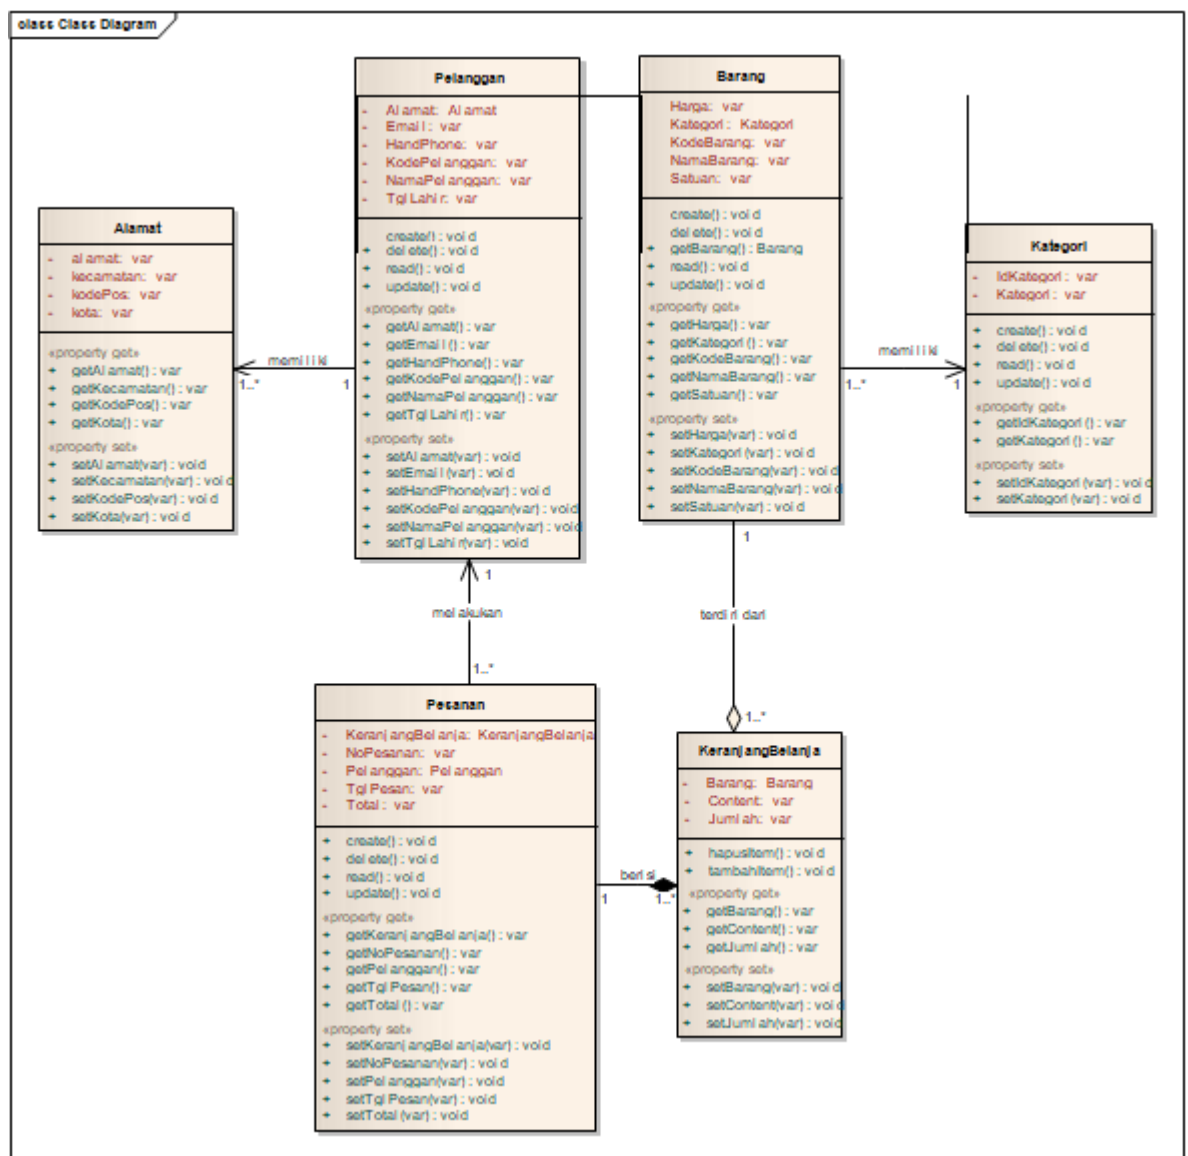 class Class Diagram
Pelanggan
- Alamat: Alamat
- Email: var
- HandPhone: var
- KodePelanggan: var
- NamaPelanggan: var
- TglLahir: var
create() : void
+ delete() : void
+ read() : void
+ update() : void
«property get»
+ getAlamat() : var
+ getEmail() : var
+ getHandPhone() : var
+ getKodePelanggan() : var
+ getNamaPelanggan() : var
+ getTglLahir() : var
«property set»
+ setAlamat(var) : void
+ setEmail(var) : void
+ setHandPhone(var) : void
+ setKodePelanggan(var) : void
+ setNamaPelanggan(var) : void
+ setTglLahir(var) : void
Barang
Harga: var
Kategori: Kategori
KodeBarang: var
NamaBarang: var
Satuan: var
create() : void
delete() : void
+ getBarang() : Barang
+ read() : void
+ update() : void
«property get»
+ getHarga() : var
+ getKategori() : var
+ getKodeBarang() : var
+ getNamaBarang() : var
+ getSatuan() : var
«property set»
+ setHarga(var) : void
+ setKategori(var) : void
+ setKodeBarang(var) : void
+ setNamaBarang(var) : void
+ setSatuan(var) : void
Alamat
- alamat: var
- kecamatan: var
- kodePos: var
- kota: var
«property get»
+ getAlamat() : var
+ getKecamatan() : var
+ getKodePos() : var
+ getKota() : var
«property set»
+ setAlamat(var) : void
+ setKecamatan(var) : void
+ setKodePos(var) : void
+ setKota(var) : void
Kategori
- IdKategori: var
- Kategori: var
+ create() : void
+ delete() : void
+ read() : void
+ update() : void
«property get»
+ getIdKategori() : var
+ getKategori() : var
«property set»
+ setIdKategori(var) : void
+ setKategori(var) : void
memiliki
1..*
1
memiliki
1..*
1
1
melakukan
1..*
1
terdiri dari
1..*
Pesanan
- KeranjangBelanja: KeranjangBelanja
- NoPesanan: var
- Pelanggan: Pelanggan
- TglPesan: var
- Total: var
+ create() : void
+ delete() : void
+ read() : void
+ update() : void
«property get»
+ getKeranjangBelanja() : var
+ getNoPesanan() : var
+ getPelanggan() : var
+ getTglPesan() : var
+ getTotal() : var
«property set»
+ setKeranjangBelanja(var) : void
+ setNoPesanan(var) : void
+ setPelanggan(var) : void
+ setTglPesan(var) : void
+ setTotal(var) : void
berisi
1
1..*
KeranjangBelanja
- Barang: Barang
- Content: var
- Jumlah: var
+ hapusItem() : void
+ tambahItem() : void
«property get»
+ getBarang() : var
+ getContent() : var
+ getJumlah() : var
«property set»
+ setBarang(var) : void
+ setContent(var) : void
+ setJumlah(var) : void